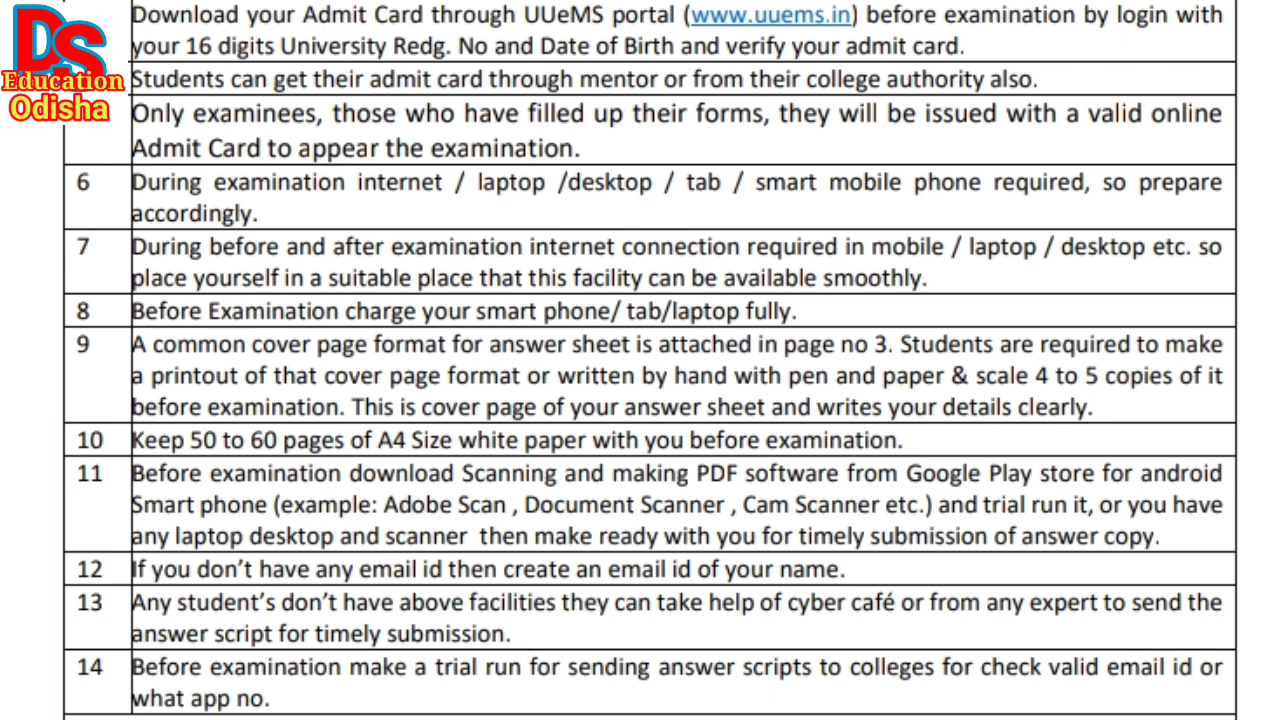 DS
Education
Odisha
Download your Admit Card through UUeMS portal (www.uuems.in) before examination by login with
your 16 digits University Redg. No and Date of Birth and verify your admit card.
Students can get their admit card through mentor or from their college authority also.
Only examinees, those who have filled up their forms, they will be issued with a valid online
Admit Card to appear the examination.
6 During examination internet / laptop /desktop / tab / smart mobile phone required, so prepare
accordingly.
7 During before and after examination internet connection required in mobile / laptop / desktop etc. so
place yourself in a suitable place that this facility can be available smoothly.
8 Before Examination charge your smart phone/ tab/laptop fully.
9 A common cover page format for answer sheet is attached in page no 3. Students are required to make
a printout of that cover page format or written by hand with pen and paper & scale 4 to 5 copies of it
before examination. This is cover page of your answer sheet and writes your details clearly.
10 Keep 50 to 60 pages of A4 Size white paper with you before examination.
11 Before examination download Scanning and making PDF software from Google Play store for android
Smart phone (example: Adobe Scan , Document Scanner , Cam Scanner etc.) and trial run it, or you have
any laptop desktop and scanner then make ready with you for timely submission of answer copy.
12 If you don't have any email id then create an email id of your name.
13 Any student's don't have above facilities they can take help of cyber café or from any expert to send the
answer script for timely submission.
14 Before examination make a trial run for sending answer scripts to colleges for check valid email id or
what app no.